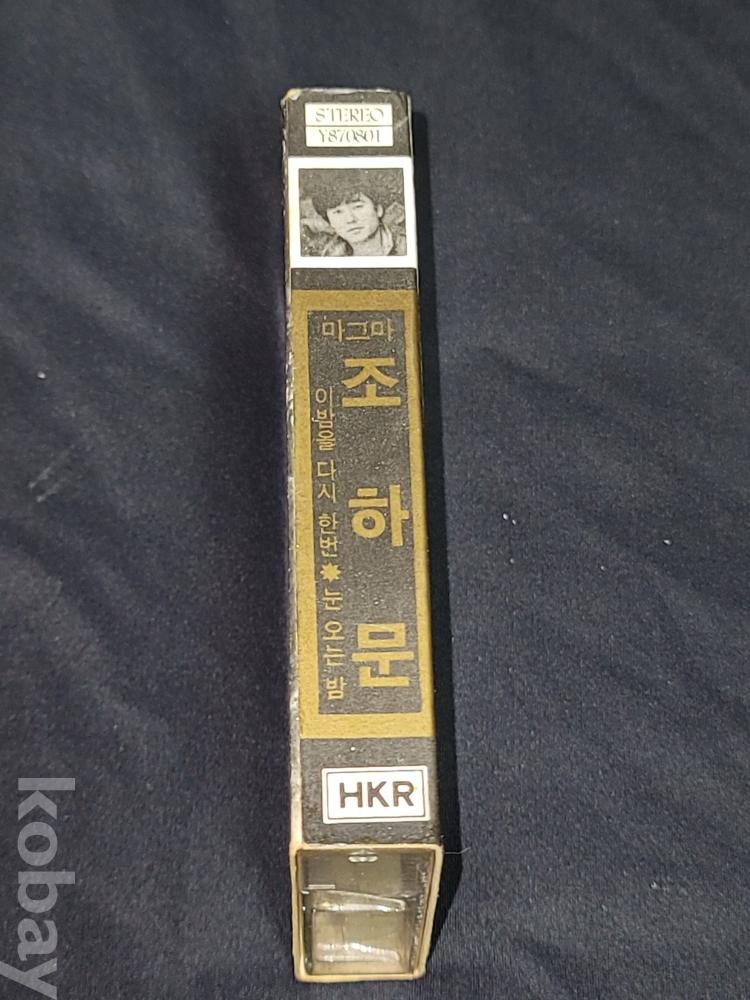 STEREO
Y870801
마그마
조하문
이밤을 다시 한번 ✸ 눈 오는 밤
HKR
kobay